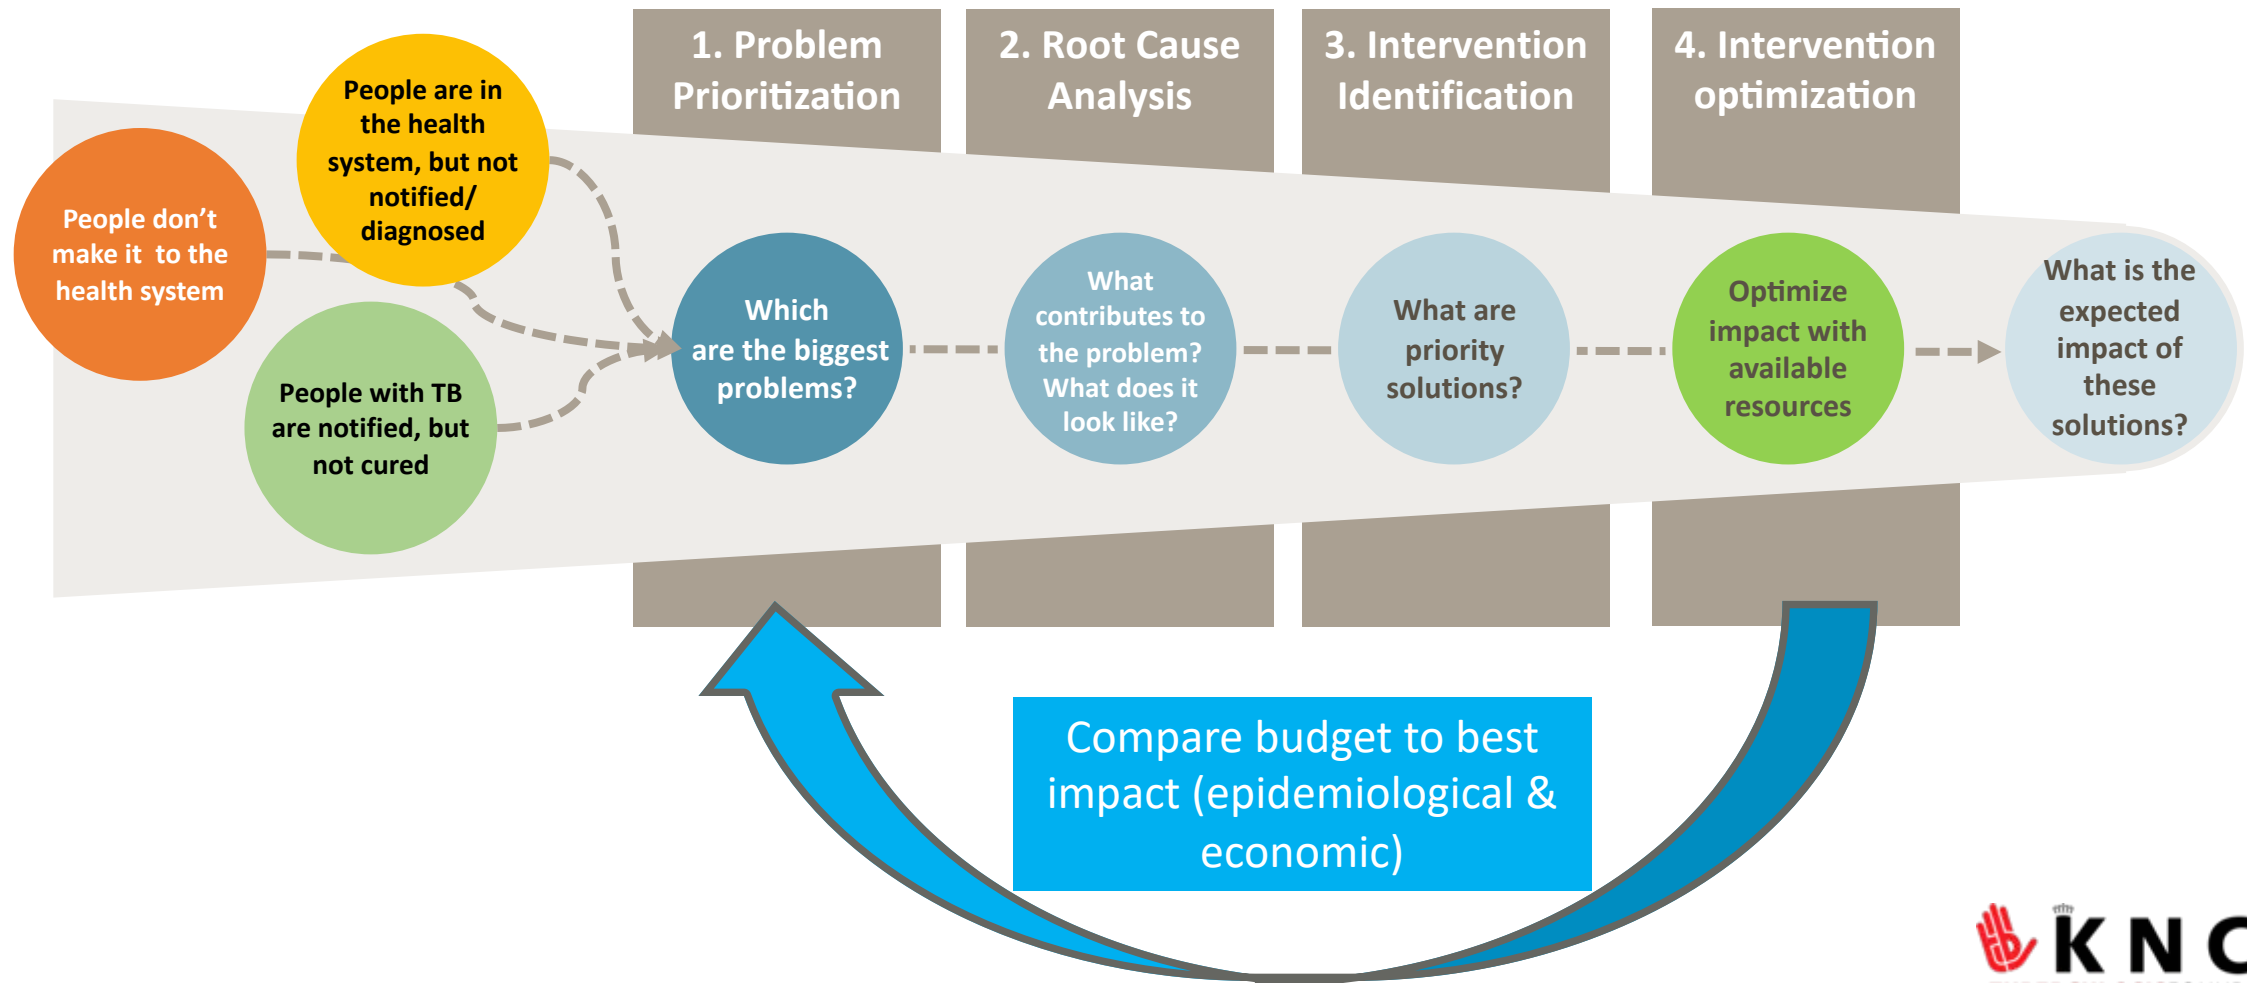 1. Problem
Prioritization
2. Root Cause
Analysis
3. Intervention
Identification
4. Intervention
optimization
People don't
make it to the
health system
People are in
the health
system, but not
notified/
diagnosed
People with TB
are notified, but
not cured
Which
are the biggest
problems?
What
contributes to
the problem?
What does it
look like?
What are
priority
solutions?
Optimize
impact with
available
resources
What is the
expected
impact of
these
solutions?
Compare budget to best
impact (epidemiological &
economic)
KNC